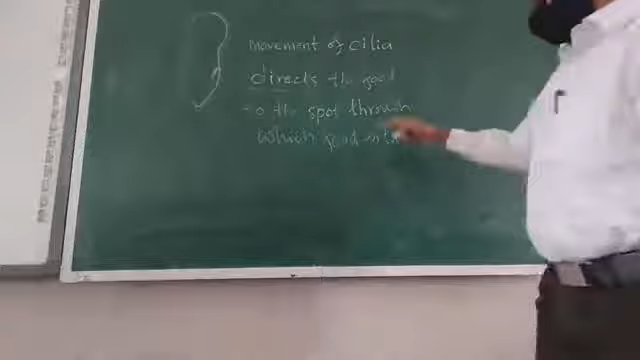 movement of cilia
directs the food
to the spot through
which food